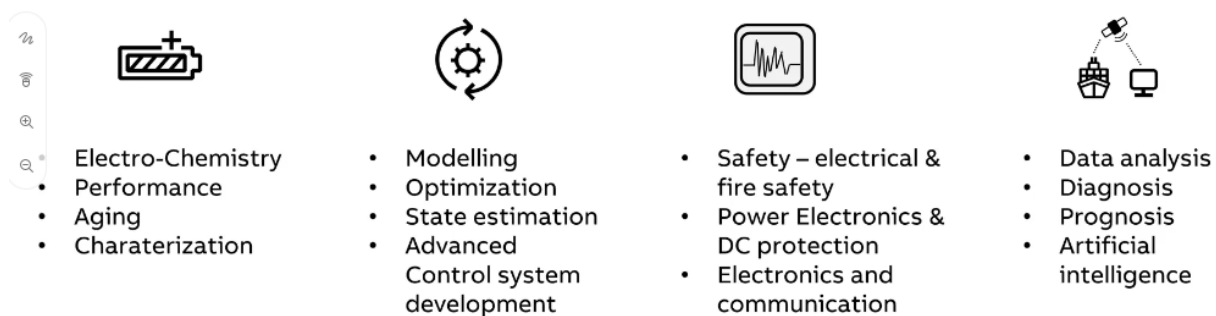 Electro-Chemistry
• Performance
• Aging
• Charaterization
• Modelling
• Optimization
• State estimation
• Advanced
Control system
development
• Safety – electrical &
fire safety
• Power Electronics &
DC protection
• Electronics and
communication
• Data analysis
• Diagnosis
• Prognosis
• Artificial
intelligence